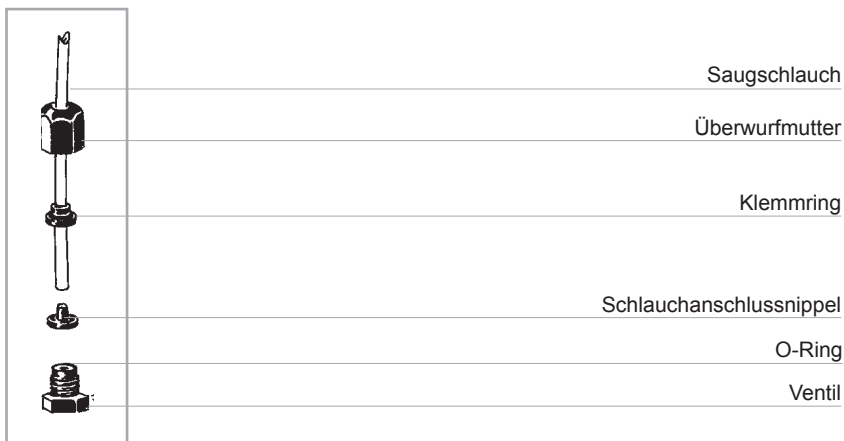 Saugschlauch
Überwurfmutter
Klemmring
Schlauchanschlussnippel
O-Ring
Ventil